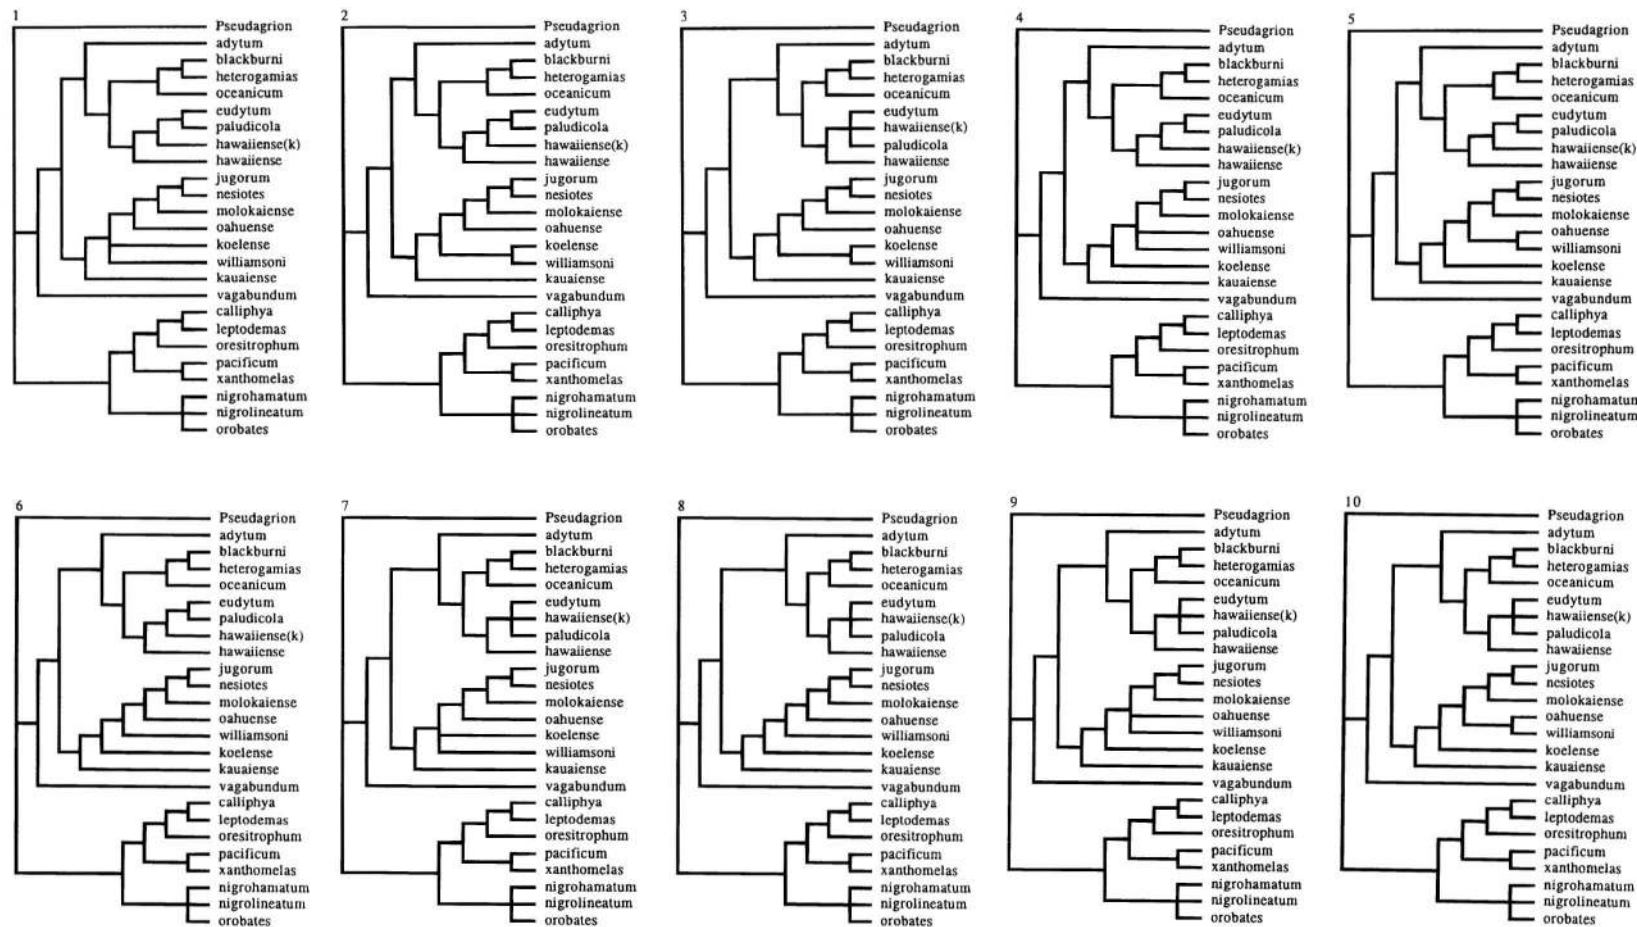 1
Pseudagrion
adytum
blackburni
heterogamias
oceanicum
eudytum
paludicola
hawaiiense(k)
hawaiiense
jugorum
nesiotes
molokaiense
oahuense
koelense
williamsoni
kauaiense
vagabundum
calliphya
leptodemas
oresitrophum
pacificum
xanthomelas
nigrohamatum
nigrolineatum
orobates
2
Pseudagrion
adytum
blackburni
heterogamias
oceanicum
eudytum
paludicola
hawaiiense(k)
hawaiiense
jugorum
nesiotes
molokaiense
oahuense
koelense
williamsoni
kauaiense
vagabundum
calliphya
leptodemas
oresitrophum
pacificum
xanthomelas
nigrohamatum
nigrolineatum
orobates
3
Pseudagrion
adytum
blackburni
heterogamias
oceanicum
eudytum
hawaiiense(k)
paludicola
hawaiiense
jugorum
nesiotes
molokaiense
oahuense
koelense
williamsoni
kauaiense
vagabundum
calliphya
leptodemas
oresitrophum
pacificum
xanthomelas
nigrohamatum
nigrolineatum
orobates
4
Pseudagrion
adytum
blackburni
heterogamias
oceanicum
eudytum
paludicola
hawaiiense(k)
hawaiiense
jugorum
nesiotes
molokaiense
oahuense
williamsoni
koelense
kauaiense
vagabundum
calliphya
leptodemas
oresitrophum
pacificum
xanthomelas
nigrohamatum
nigrolineatum
orobates
5
Pseudagrion
adytum
blackburni
heterogamias
oceanicum
eudytum
paludicola
hawaiiense(k)
hawaiiense
jugorum
nesiotes
molokaiense
oahuense
williamsoni
koelense
kauaiense
vagabundum
calliphya
leptodemas
oresitrophum
pacificum
xanthomelas
nigrohamatum
nigrolineatum
orobates
6
Pseudagrion
adytum
blackburni
heterogamias
oceanicum
eudytum
paludicola
hawaiiense(k)
hawaiiense
jugorum
nesiotes
molokaiense
oahuense
williamsoni
koelense
kauaiense
vagabundum
calliphya
leptodemas
oresitrophum
pacificum
xanthomelas
nigrohamatum
nigrolineatum
orobates
7
Pseudagrion
adytum
blackburni
heterogamias
oceanicum
eudytum
hawaiiense(k)
paludicola
hawaiiense
jugorum
nesiotes
molokaiense
oahuense
koelense
williamsoni
kauaiense
vagabundum
calliphya
leptodemas
oresitrophum
pacificum
xanthomelas
nigrohamatum
nigrolineatum
orobates
8
Pseudagrion
adytum
blackburni
heterogamias
oceanicum
eudytum
hawaiiense(k)
paludicola
hawaiiense
jugorum
nesiotes
molokaiense
oahuense
williamsoni
koelense
kauaiense
vagabundum
calliphya
leptodemas
oresitrophum
pacificum
xanthomelas
nigrohamatum
nigrolineatum
orobates
9
Pseudagrion
adytum
blackburni
heterogamias
oceanicum
eudytum
hawaiiense(k)
paludicola
hawaiiense
jugorum
nesiotes
molokaiense
oahuense
williamsoni
koelense
kauaiense
vagabundum
calliphya
leptodemas
oresitrophum
pacificum
xanthomelas
nigrohamatum
nigrolineatum
orobates
10
Pseudagrion
adytum
blackburni
heterogamias
oceanicum
eudytum
hawaiiense(k)
paludicola
hawaiiense
jugorum
nesiotes
molokaiense
oahuense
williamsoni
koelense
kauaiense
vagabundum
calliphya
leptodemas
oresitrophum
pacificum
xanthomelas
nigrohamatum
nigrolineatum
orobates